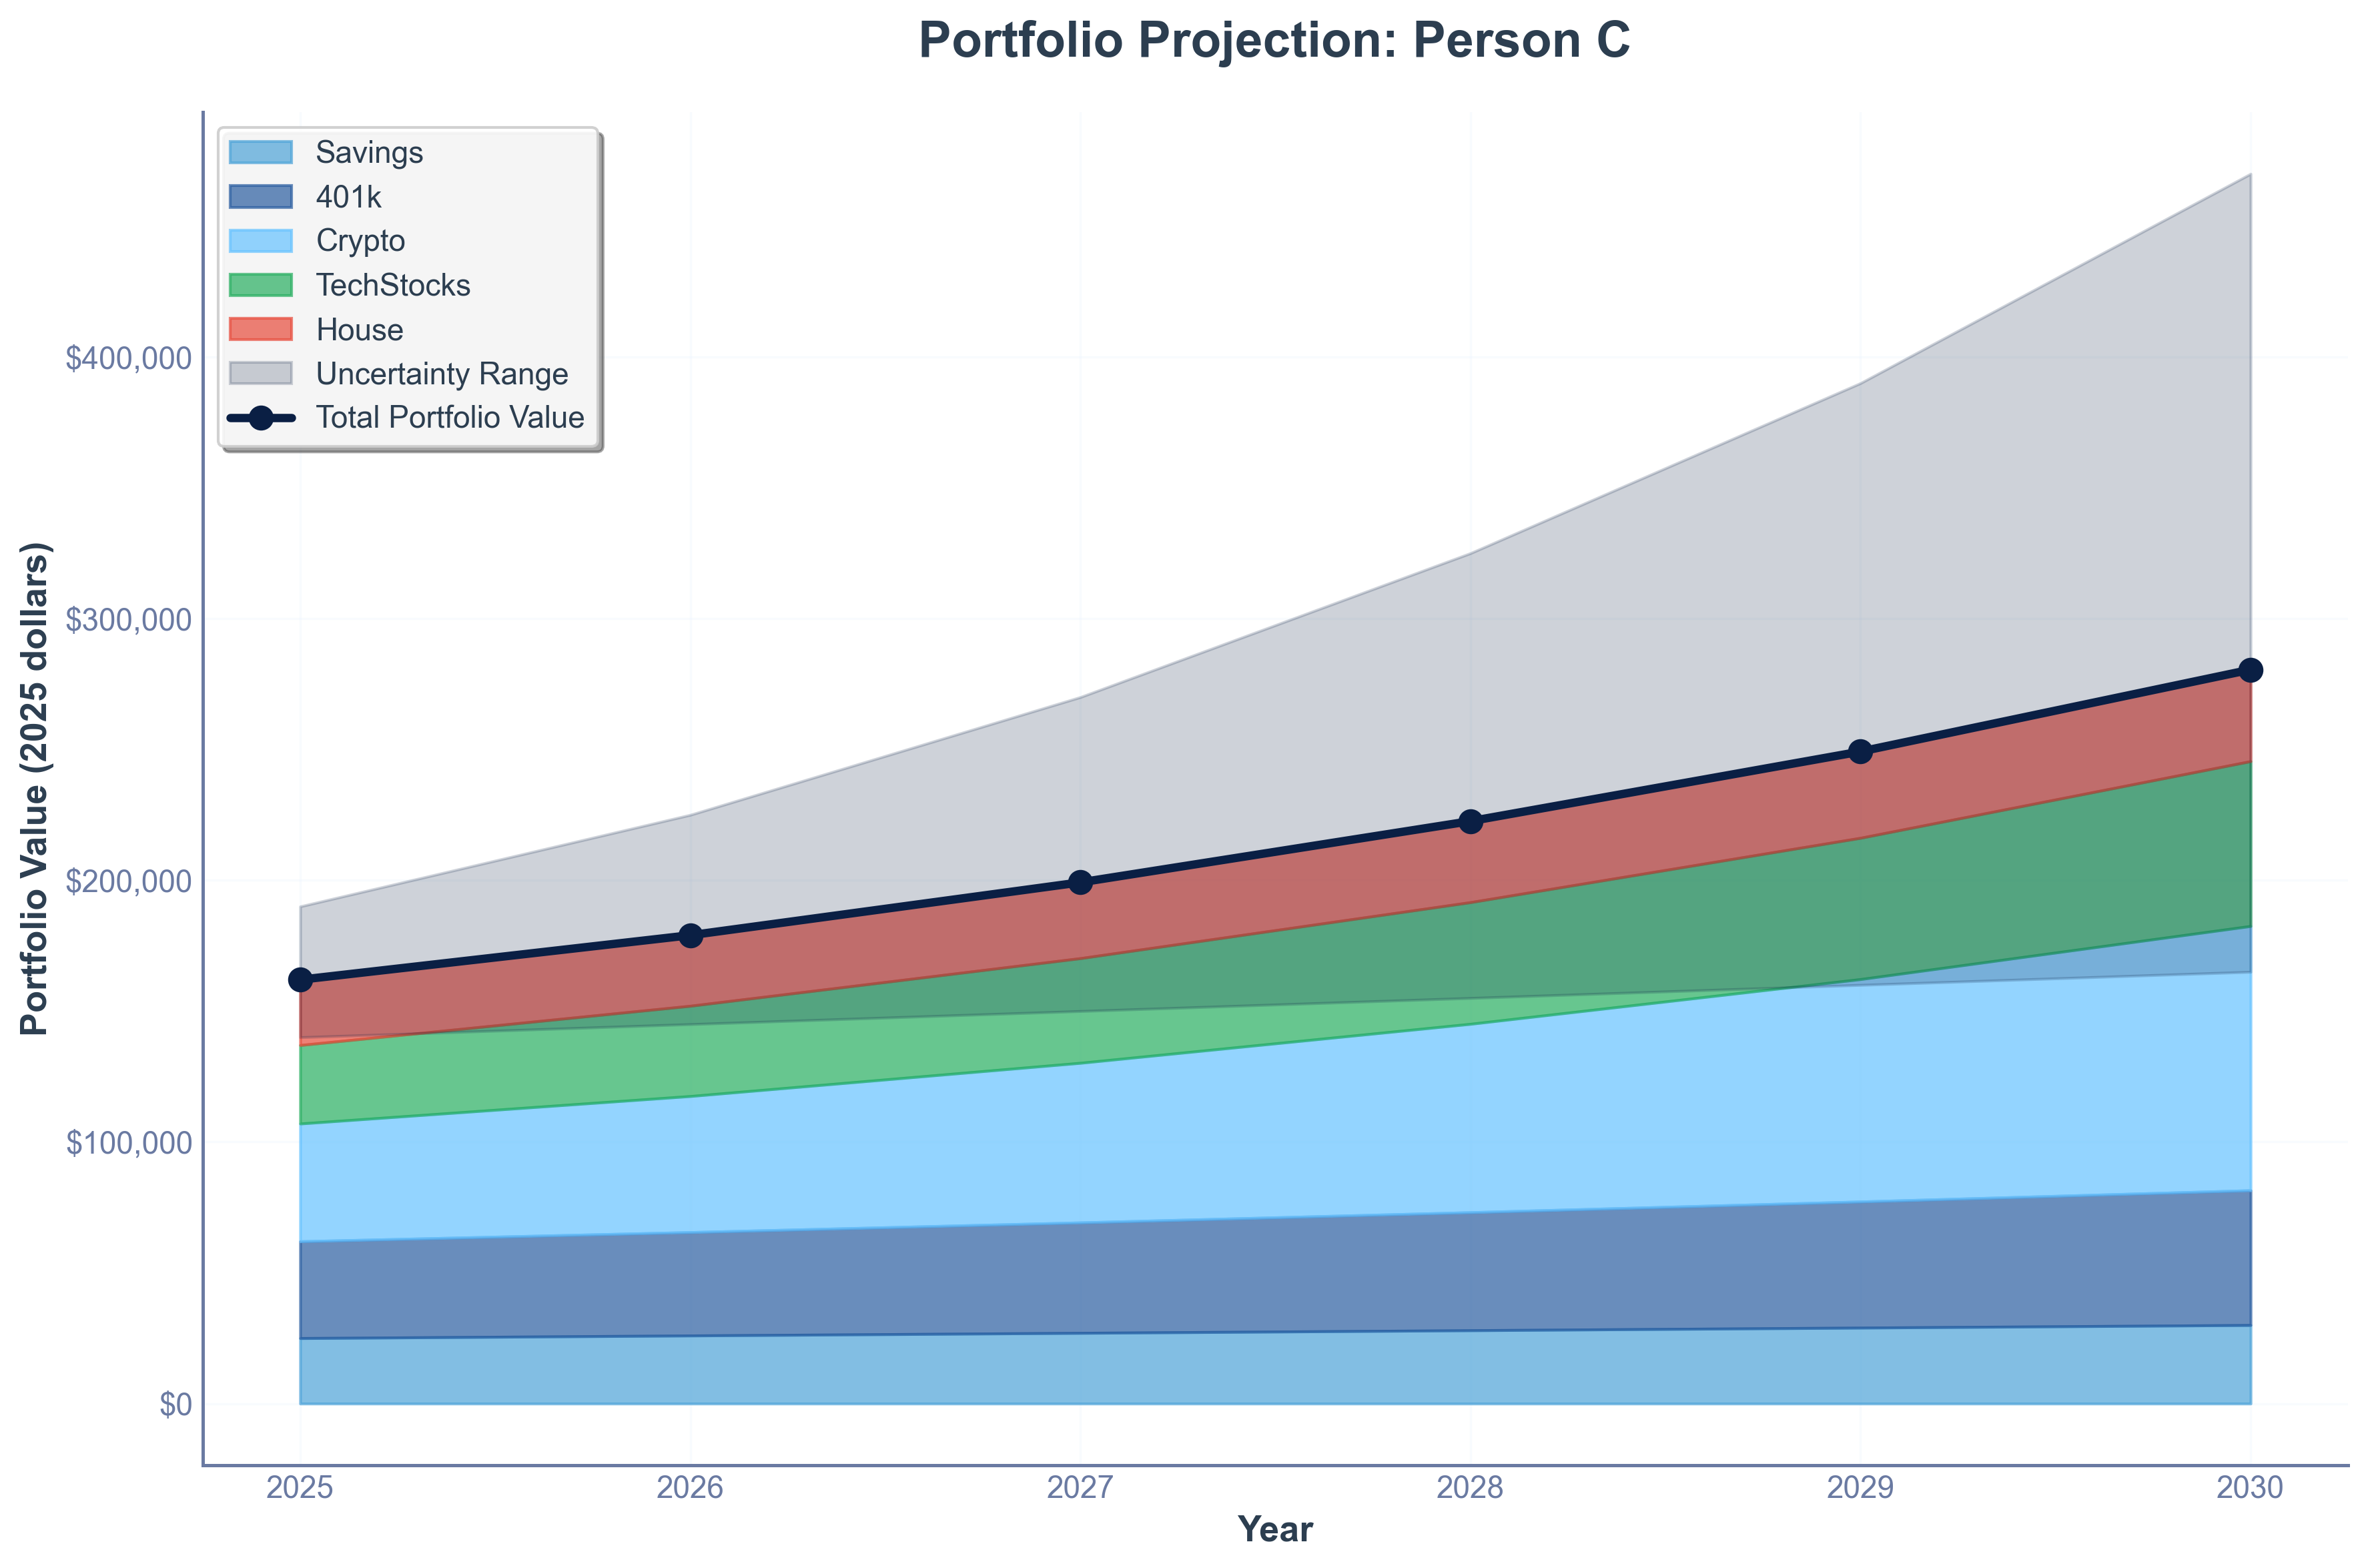 Portfolio Projection: Person C
Savings
401k
Crypto
TechStocks
House
Uncertainty Range
Total Portfolio Value
Portfolio Value (2025 dollars)
$400,000
$300,000
$200,000
$100,000
$0
2025
2026
2027
2028
2029
2030
Year